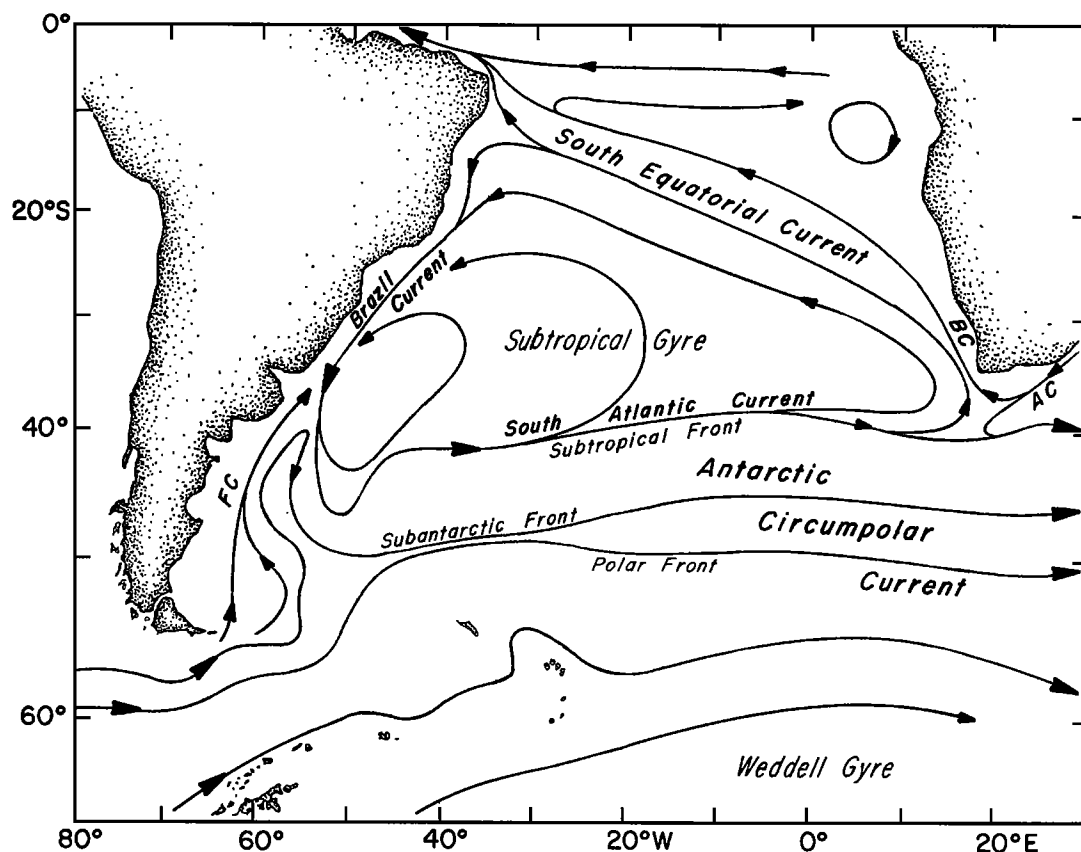 0°
20°S
40°
60°
80°
60°
40°
20°W
0°
20°E
South Equatorial Current
Brazil
Current
Subtropical Gyre
BC
AC
South Atlantic Current
Subtropical Front
FC
Antarctic
Circumpolar
Current
Subantarctic Front
Polar Front
Weddell Gyre